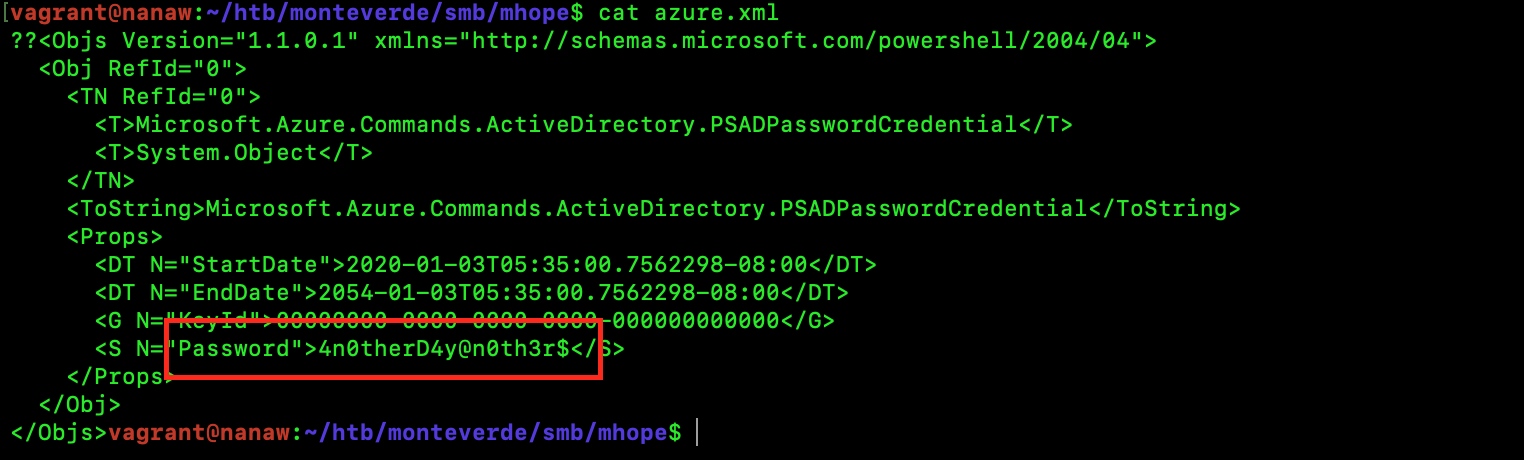 [vagrant@nanaw:~/htb/monteverde/smb/mhope$ cat azure.xml
??<Objs Version="1.1.0.1" xmlns="http://schemas.microsoft.com/powershell/2004/04">
  <Obj RefId="0">
    <TN RefId="0">
      <T>Microsoft.Azure.Commands.ActiveDirectory.PSADPasswordCredential</T>
      <T>System.Object</T>
    </TN>
    <ToString>Microsoft.Azure.Commands.ActiveDirectory.PSADPasswordCredential</ToString>
    <Props>
      <DT N="StartDate">2020-01-03T05:35:00.7562298-08:00</DT>
      <DT N="EndDate">2054-01-03T05:35:00.7562298-08:00</DT>
      <G N="KeyId">00000000-0000-0000-0000-000000000000</G>
      <S N="Password">4n0therD4y@n0th3r$</S>
    </Props>
  </Obj>
</Objs>vagrant@nanaw:~/htb/monteverde/smb/mhope$